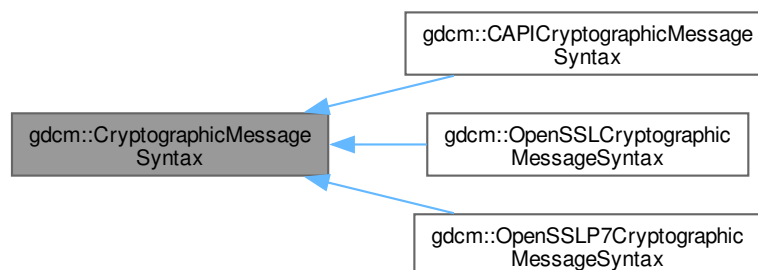 gdcm::CAPICryptographicMessage
Syntax
gdcm::CryptographicMessage
Syntax
gdcm::OpenSSLCryptographic
MessageSyntax
gdcm::OpenSSLP7Cryptographic
MessageSyntax